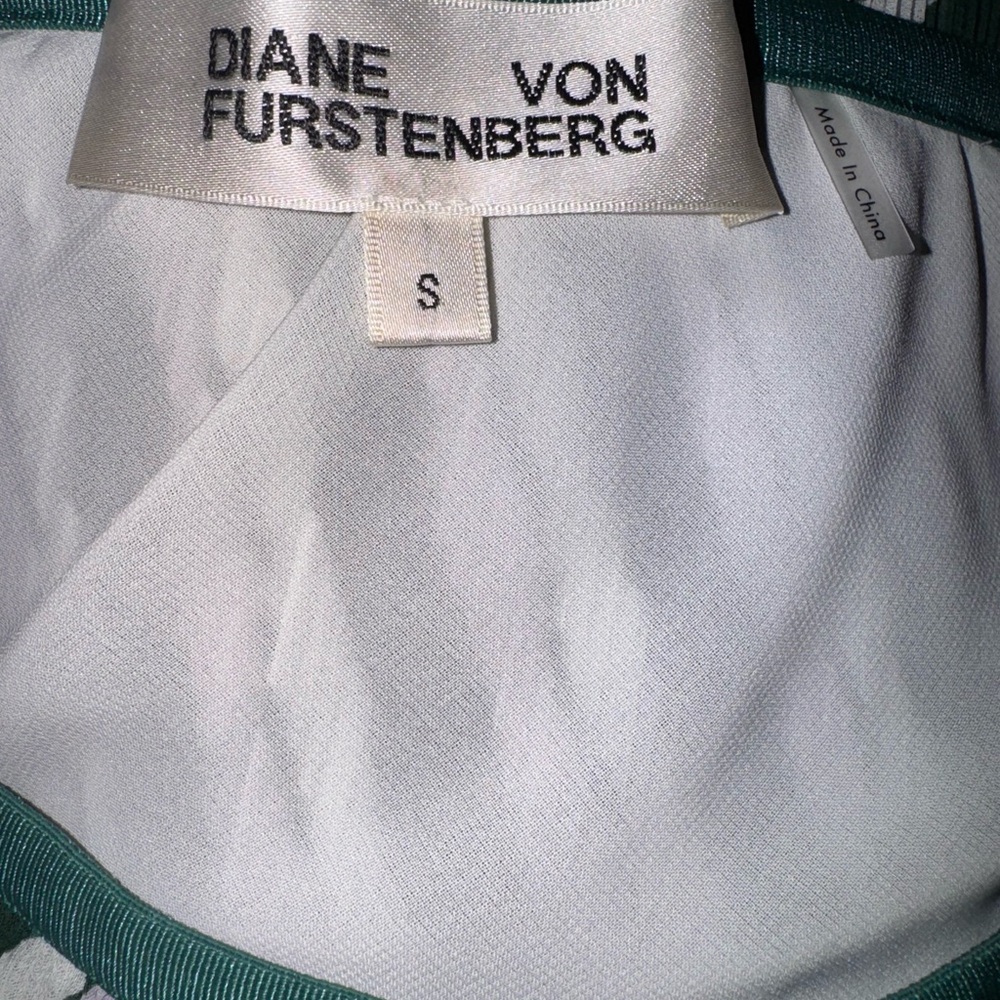 DIANE VON
FURSTENBERG
S
Made In China